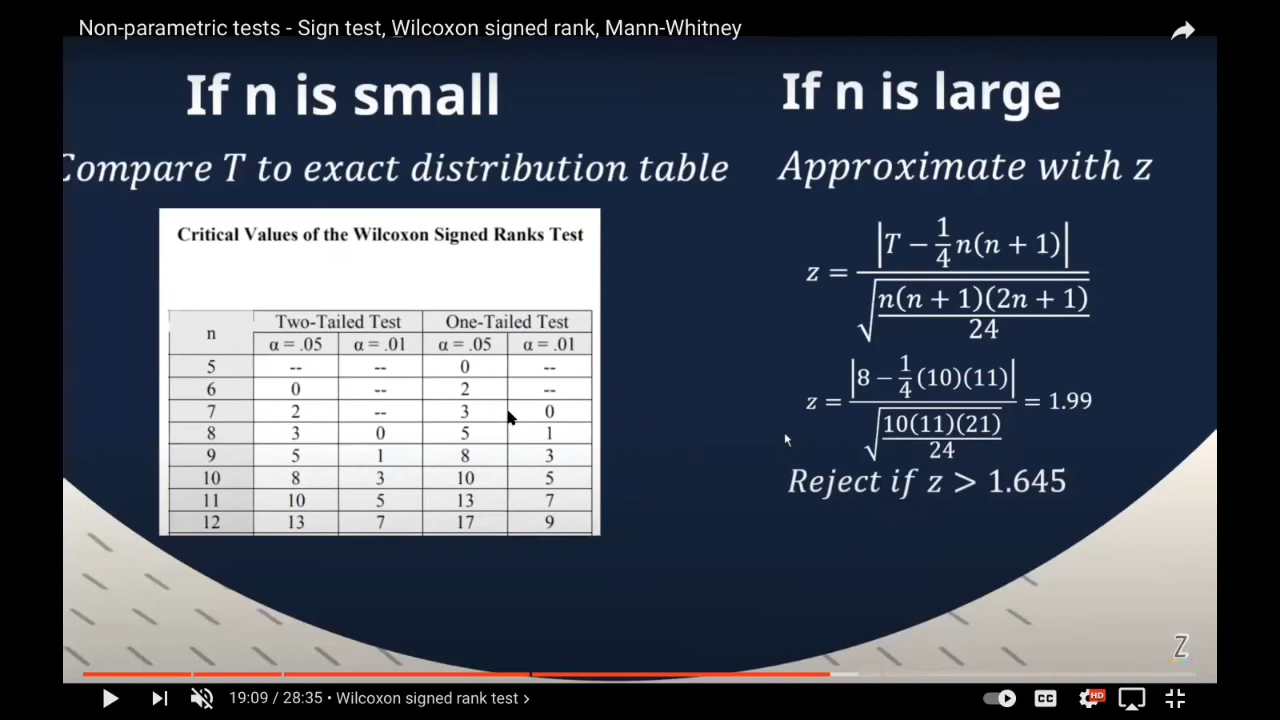 Non-parametric tests - Sign test, Wilcoxon signed rank, Mann-Whitney
If n is small
Compare T to exact distribution table
Critical Values of the Wilcoxon Signed Ranks Test
n Two-Tailed Test One-Tailed Test
α = .05 α = .01 α = .05 α = .01
5 -- -- 0 --
6 0 -- 2 --
7 2 -- 3 0
8 3 0 5 1
9 5 1 8 3
10 8 3 10 5
11 10 5 13 7
12 13 7 17 9
If n is large
Approximate with z
z = |T − 1/4 n(n + 1)| / √(n(n + 1)(2n + 1)/24)
z = |8 − 1/4 (10)(11)| / √(10(11)(21)/24) = 1.99
Reject if z > 1.645
Z
19:09 / 28:35 • Wilcoxon signed rank test ›
CC
HD